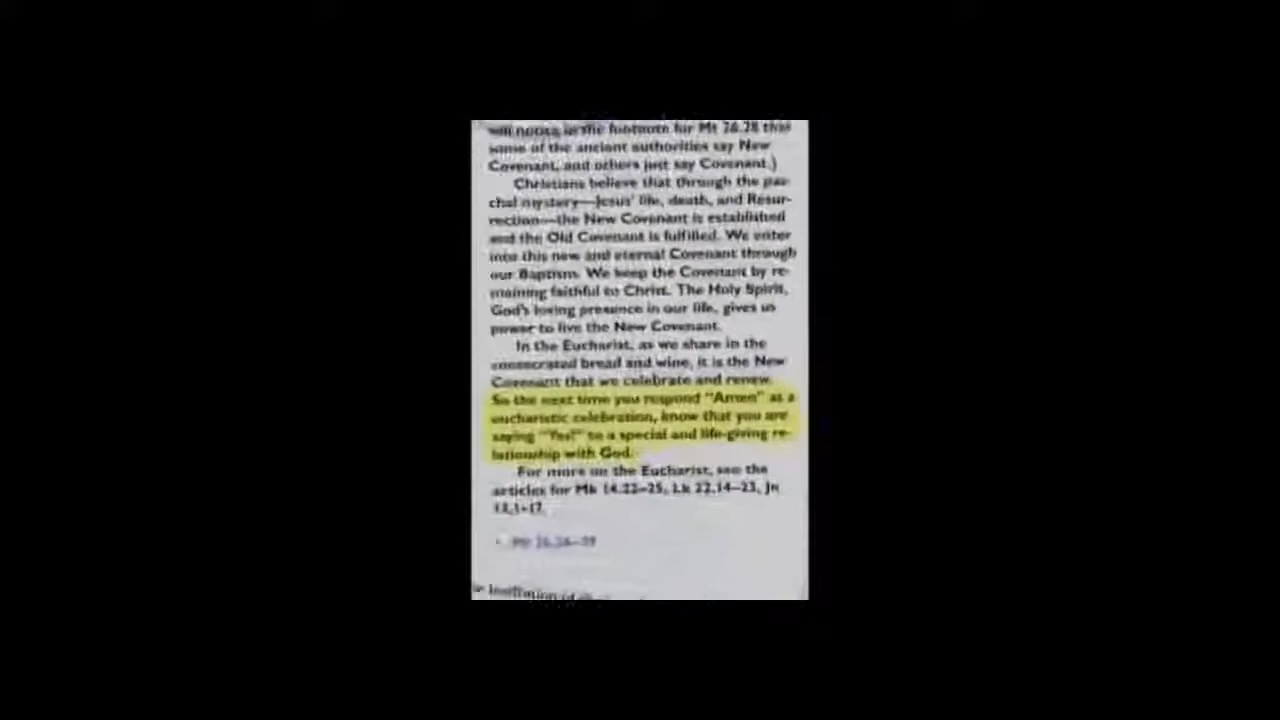 will notice in the footnote for Mt 26.28 that
some of the ancient authorities say New
Covenant, and others just say Covenant.)
Christians believe that through the pas-
chal mystery—Jesus' life, death, and Resur-
rection—the New Covenant is established
and the Old Covenant is fulfilled. We enter
into this new and eternal Covenant through
our Baptism. We keep the Covenant by re-
maining faithful to Christ. The Holy Spirit,
God's loving presence in our life, gives us
power to live the New Covenant.
In the Eucharist, as we share in the
consecrated bread and wine, it is the New
Covenant that we celebrate and renew.
So the next time you respond "Amen" at a
eucharistic celebration, know that you are
saying "Yes!" to a special and life-giving re-
lationship with God.
For more on the Eucharist, see the
articles for Mk 14.22–25, Lk 22.14–23, Jn
13.1–17.
Mt 26.26–29
Institution of